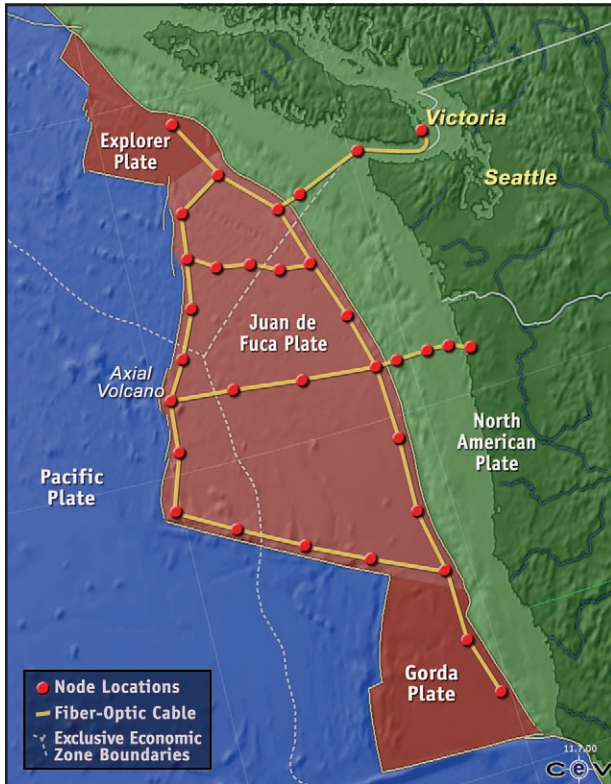 Explorer
Plate
Victoria
Seattle
Juan de
Fuca Plate
Axial
Volcano
North
American
Plate
Pacific
Plate
Gorda
Plate
Node Locations
Fiber-Optic Cable
Exclusive Economic
Zone Boundaries
11.7.00
CeV